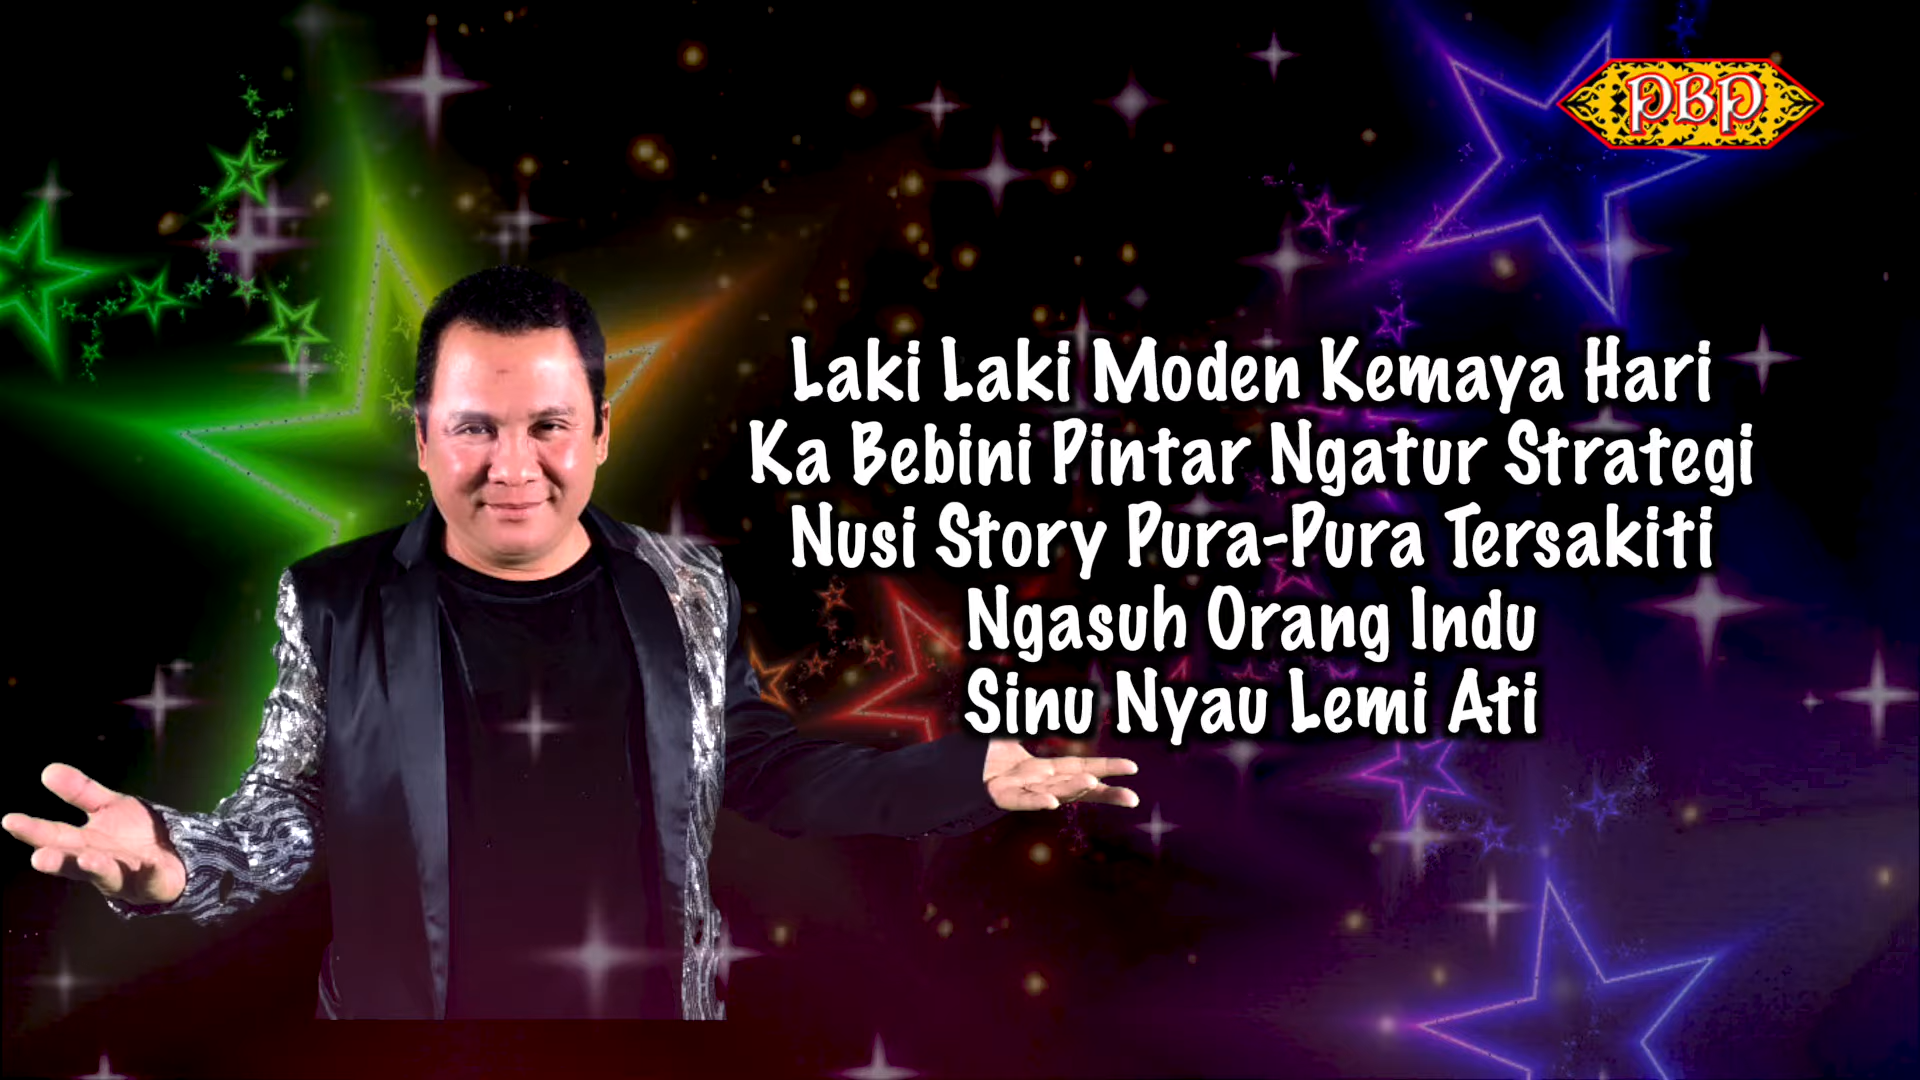 PBP
Laki Laki Moden Kemaya Hari
Ka Bebini Pintar Ngatur Strategi
Nusi Story Pura-Pura Tersakiti
Ngasuh Orang Indu
Sinu Nyau Lemi Ati